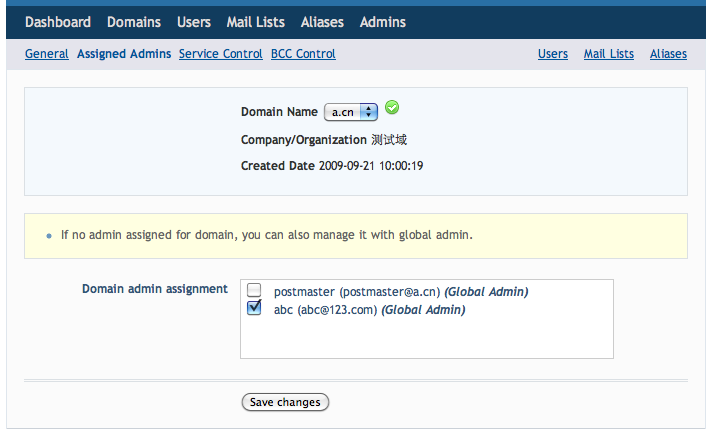 Dashboard Domains Users Mail Lists Aliases Admins
General Assigned Admins Service Control BCC Control Users Mail Lists Aliases
Domain Name a.cn
Company/Organization 测试域
Created Date 2009-09-21 10:00:19
If no admin assigned for domain, you can also manage it with global admin.
Domain admin assignment postmaster (postmaster@a.cn) (Global Admin)
abc (abc@123.com) (Global Admin)
Save changes